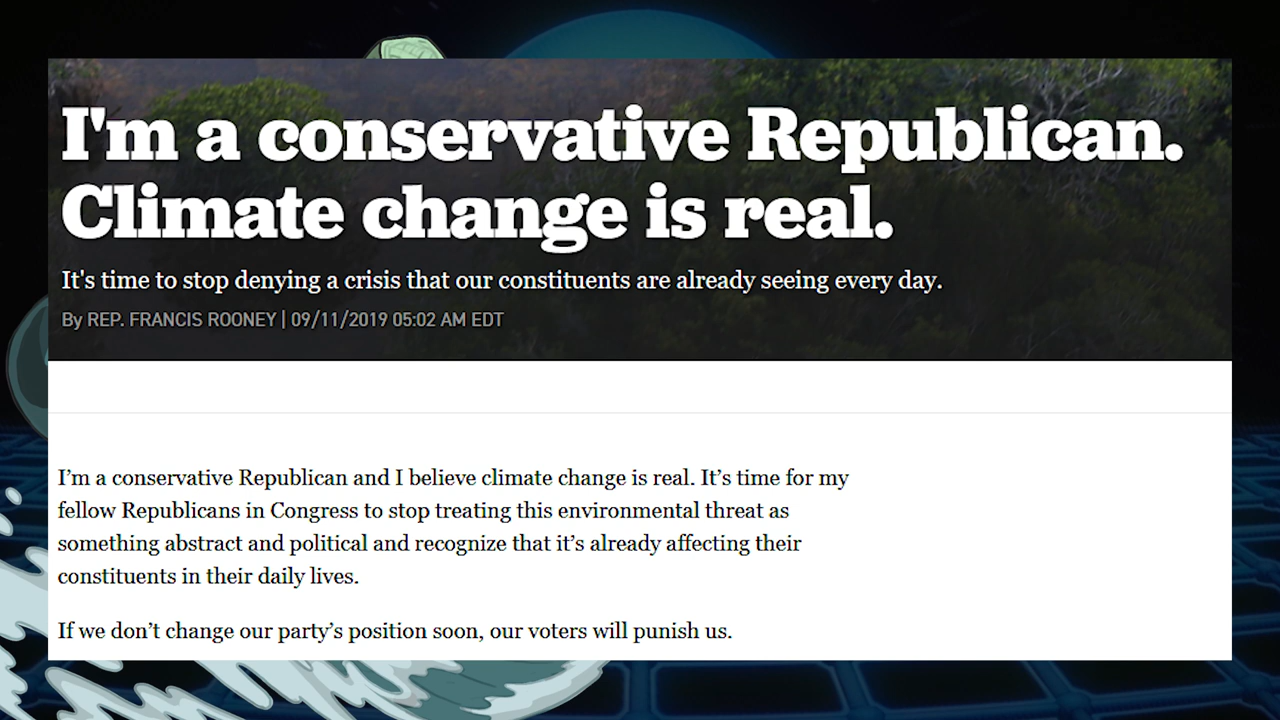 I'm a conservative Republican.
Climate change is real.
It's time to stop denying a crisis that our constituents are already seeing every day.
By REP. FRANCIS ROONEY | 09/11/2019 05:02 AM EDT
I’m a conservative Republican and I believe climate change is real. It’s time for my
fellow Republicans in Congress to stop treating this environmental threat as
something abstract and political and recognize that it’s already affecting their
constituents in their daily lives.
If we don’t change our party’s position soon, our voters will punish us.